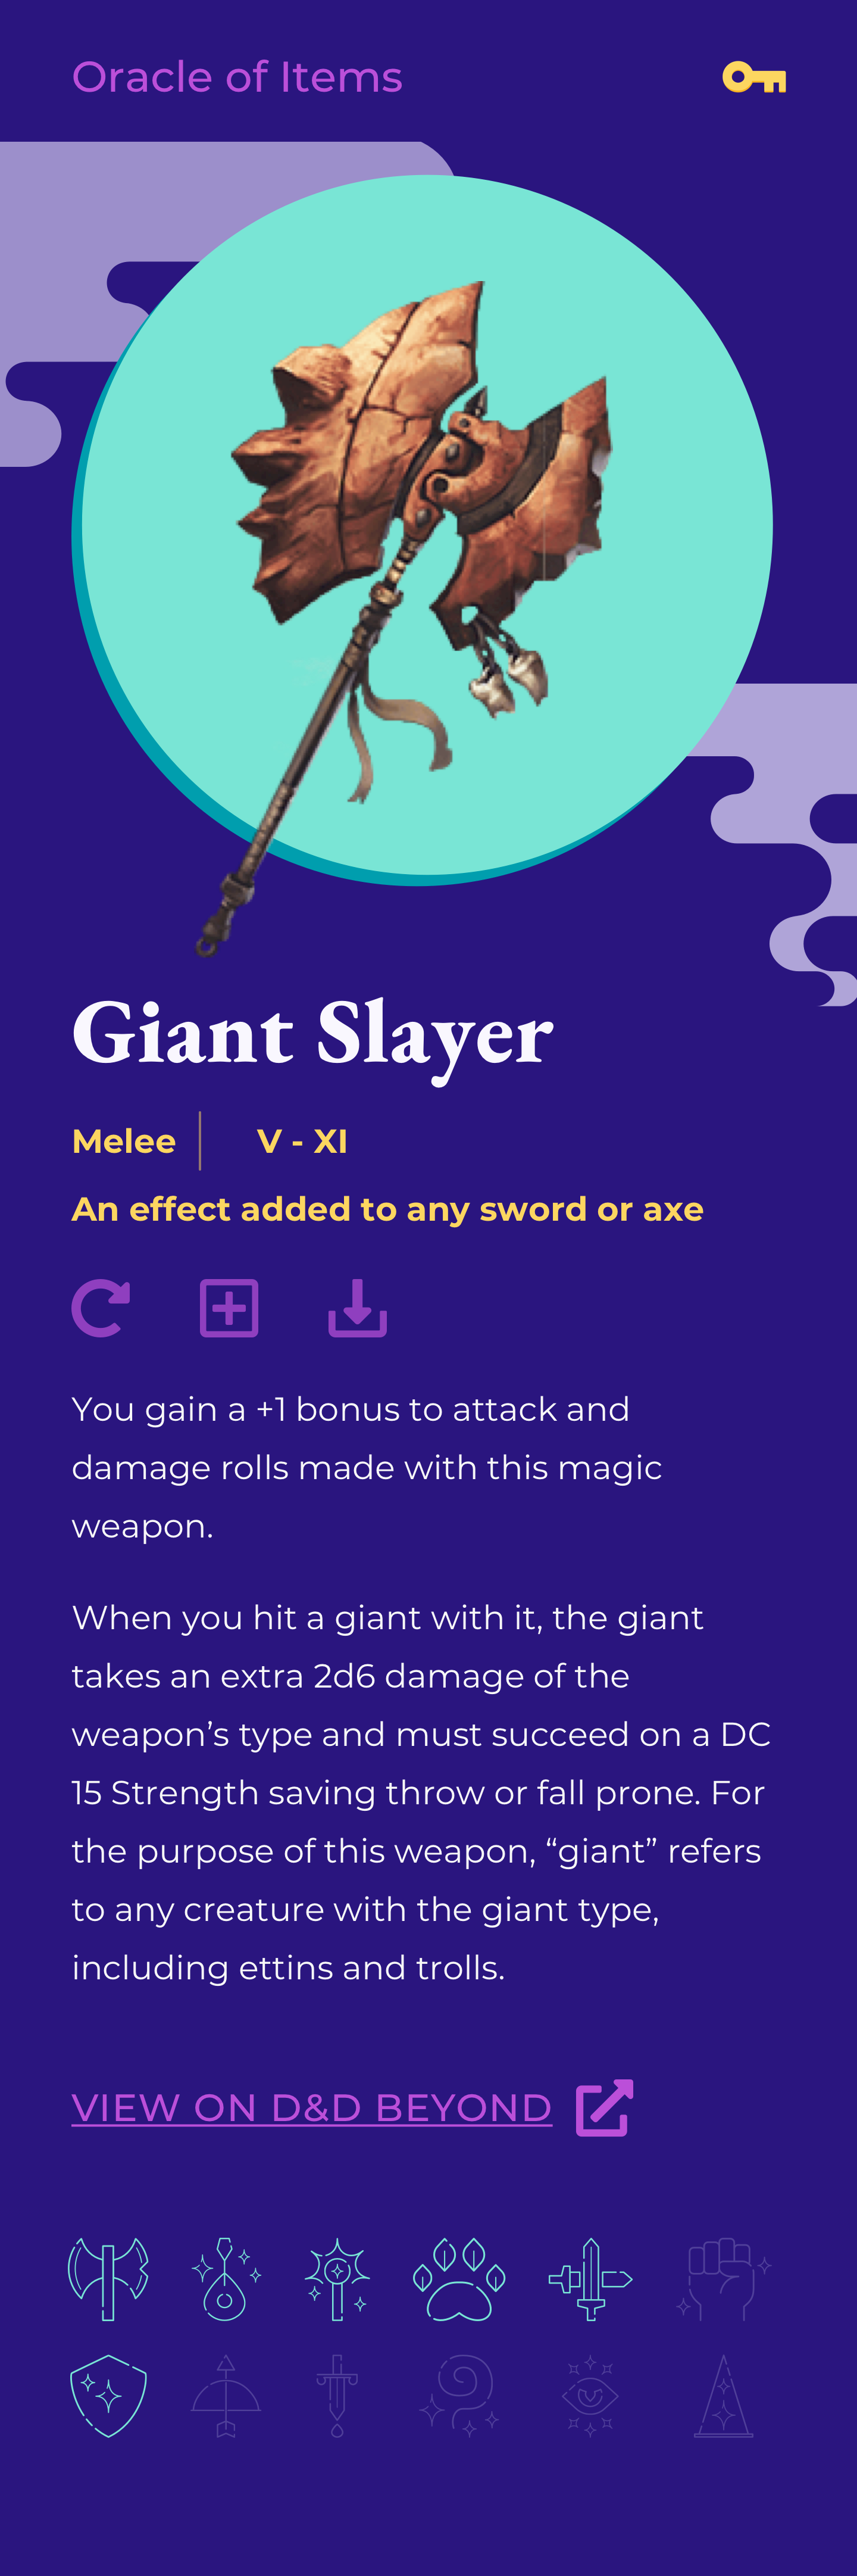 Oracle of Items
Giant Slayer
Melee
V - XI
An effect added to any sword or axe
You gain a +1 bonus to attack and
damage rolls made with this magic
weapon.
When you hit a giant with it, the giant
takes an extra 2d6 damage of the
weapon’s type and must succeed on a DC
15 Strength saving throw or fall prone. For
the purpose of this weapon, “giant” refers
to any creature with the giant type,
including ettins and trolls.
VIEW ON D&D BEYOND